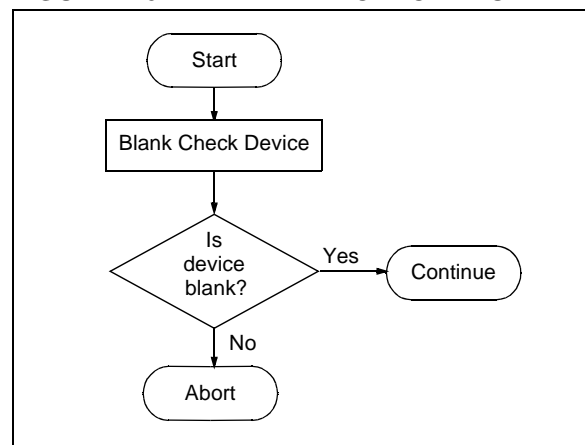 Start
Blank Check Device
Is
device
blank?
Yes
Continue
No
Abort